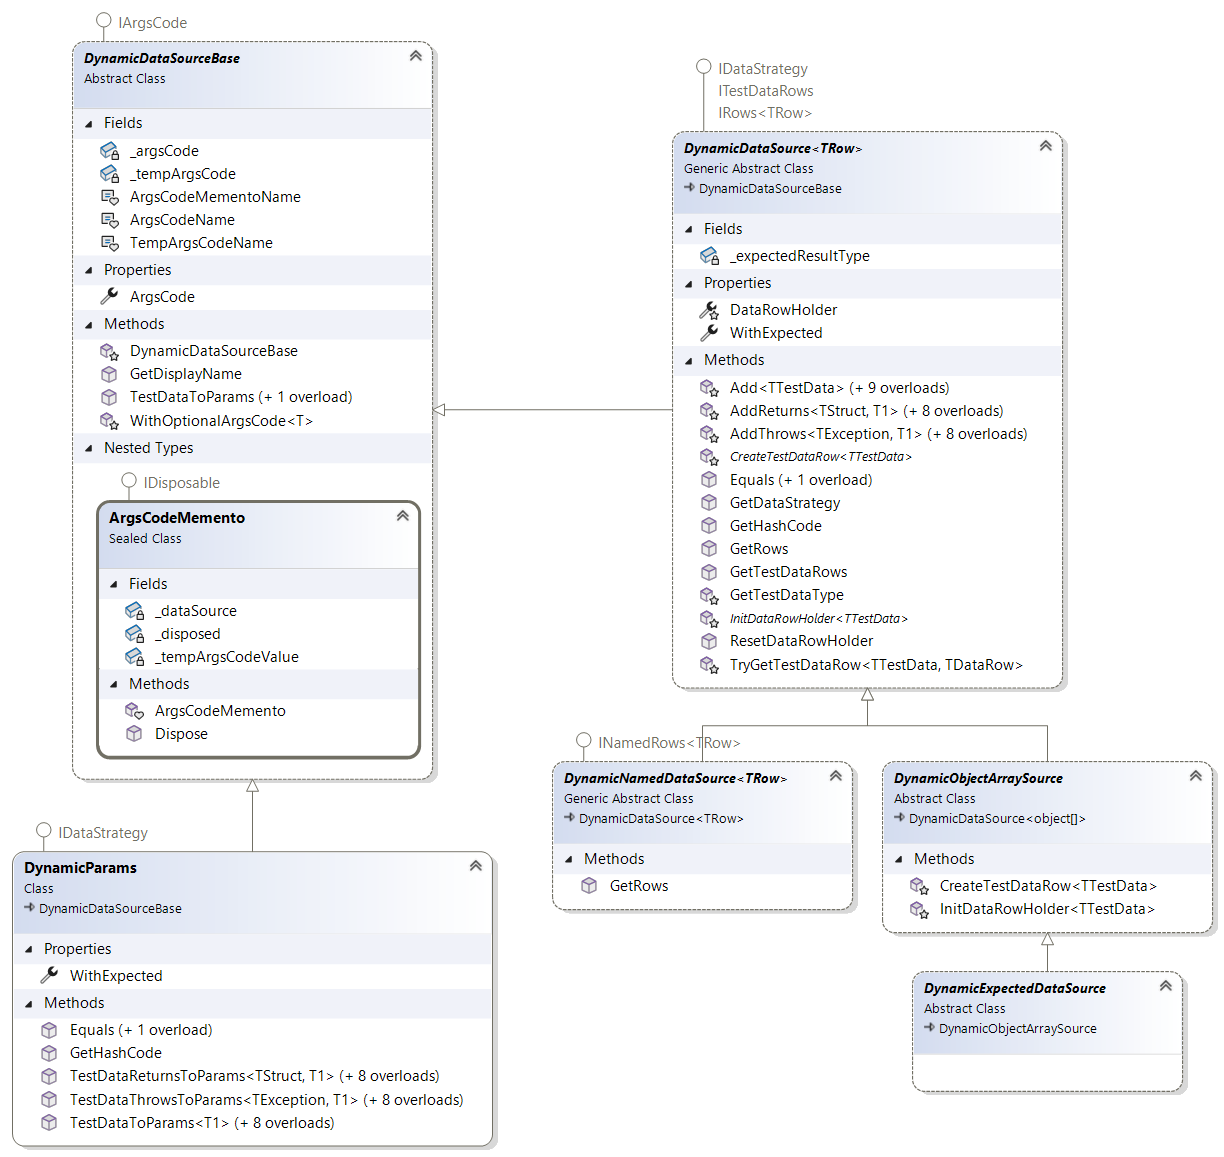 IArgsCode
DynamicDataSourceBase
Abstract Class
Fields
_argsCode
_tempArgsCode
ArgsCodeMementoName
ArgsCodeName
TempArgsCodeName
Properties
ArgsCode
Methods
DynamicDataSourceBase
GetDisplayName
TestDataToParams (+ 1 overload)
WithOptionalArgsCode<T>
Nested Types
IDisposable
ArgsCodeMemento
Sealed Class
Fields
_dataSource
_disposed
_tempArgsCodeValue
Methods
ArgsCodeMemento
Dispose
IDataStrategy
DynamicParams
Class
DynamicDataSourceBase
Properties
WithExpected
Methods
Equals (+ 1 overload)
GetHashCode
TestDataReturnsToParams<TStruct, T1> (+ 8 overloads)
TestDataThrowsToParams<TException, T1> (+ 8 overloads)
TestDataToParams<T1> (+ 8 overloads)
IDataStrategy
ITestDataRows
IRows<TRow>
DynamicDataSource<TRow>
Generic Abstract Class
DynamicDataSourceBase
Fields
_expectedResultType
Properties
DataRowHolder
WithExpected
Methods
Add<TTestData> (+ 9 overloads)
AddReturns<TStruct, T1> (+ 8 overloads)
AddThrows<TException, T1> (+ 8 overloads)
CreateTestDataRow<TTestData>
Equals (+ 1 overload)
GetDataStrategy
GetHashCode
GetRows
GetTestDataRows
GetTestDataType
InitDataRowHolder<TTestData>
ResetDataRowHolder
TryGetTestDataRow<TTestData, TDataRow>
INamedRows<TRow>
DynamicNamedDataSource<TRow>
Generic Abstract Class
DynamicDataSource<TRow>
Methods
GetRows
DynamicObjectArraySource
Abstract Class
DynamicDataSource<object[]>
Methods
CreateTestDataRow<TTestData>
InitDataRowHolder<TTestData>
DynamicExpectedDataSource
Abstract Class
DynamicObjectArraySource